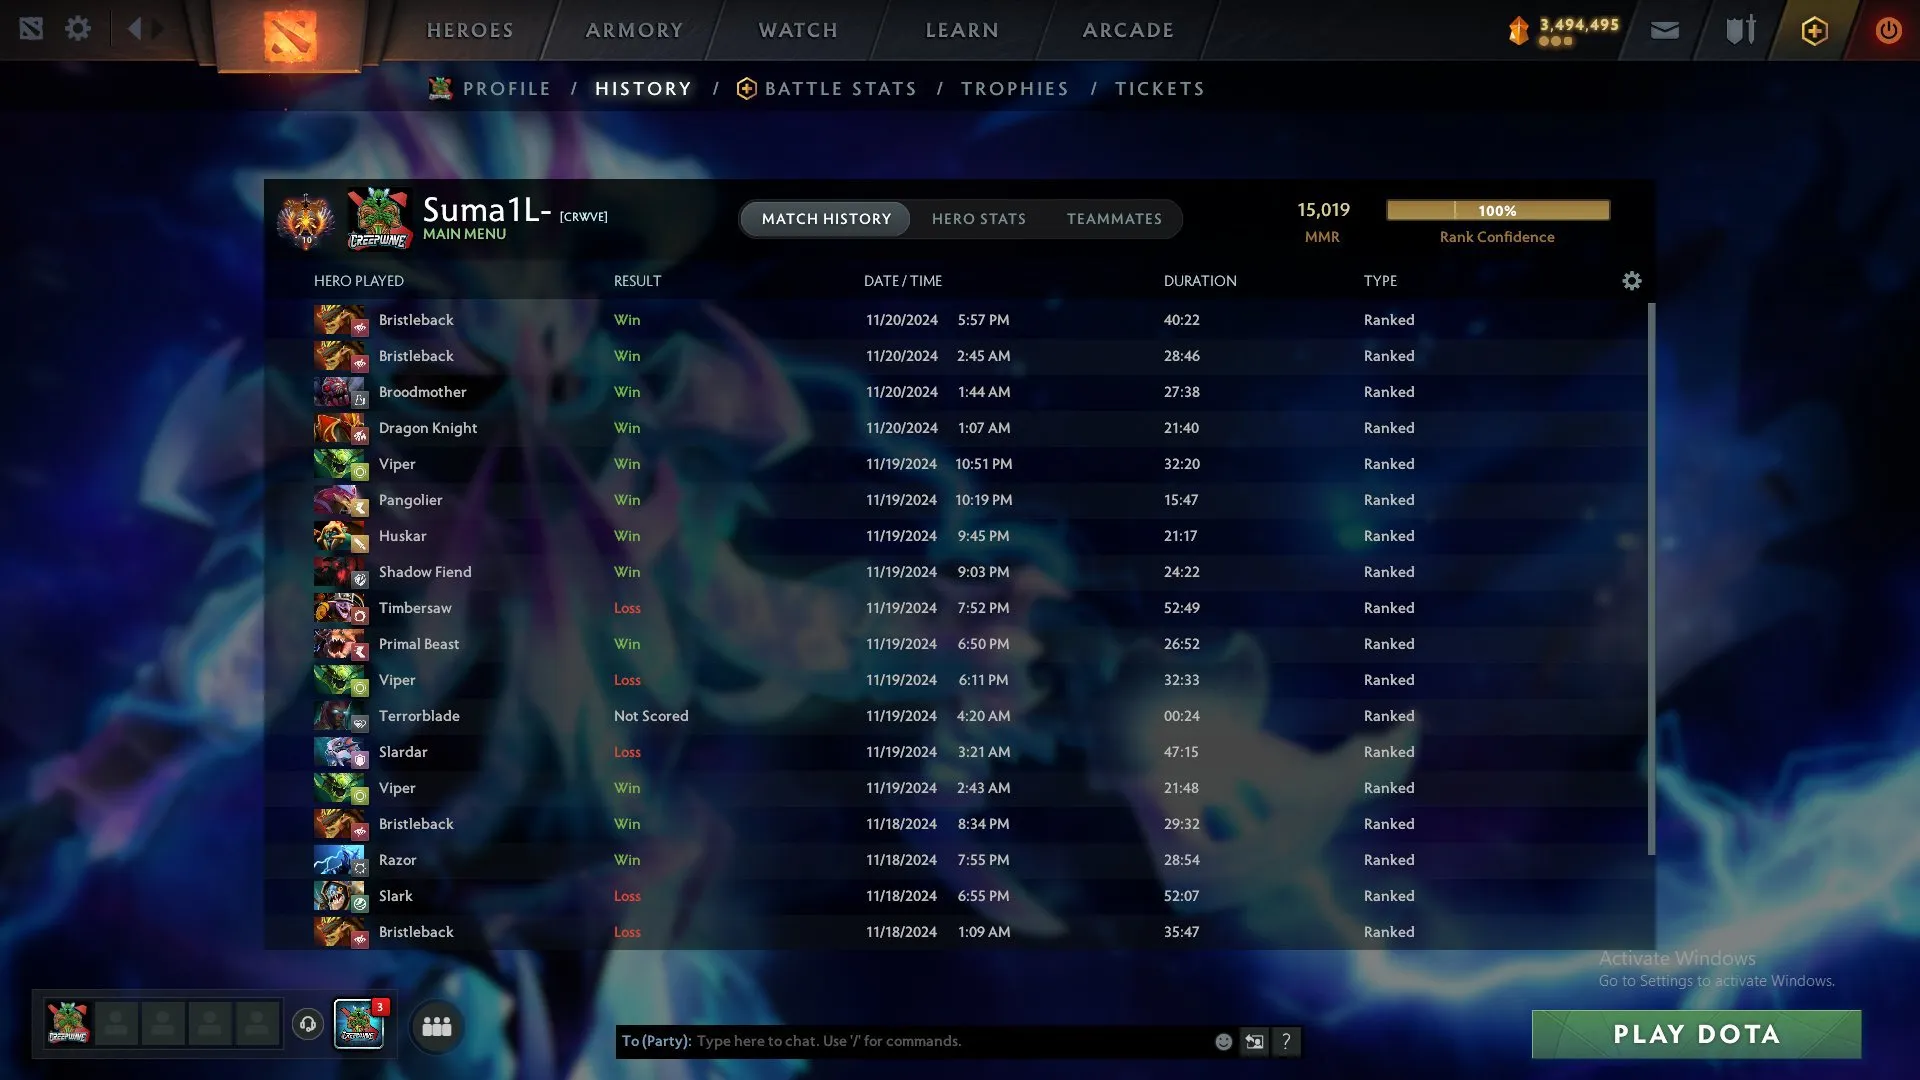 HEROES ARMORY WATCH LEARN ARCADE 3,494,495
PROFILE / HISTORY / BATTLE STATS / TROPHIES / TICKETS
10 CREEPWAVE Suma1L- [CRWVE] MATCH HISTORY HERO STATS TEAMMATES 15,019 100%
MAIN MENU MMR Rank Confidence
HERO PLAYED RESULT DATE / TIME DURATION TYPE
Bristleback Win 11/20/2024 5:57 PM 40:22 Ranked
Bristleback Win 11/20/2024 2:45 AM 28:46 Ranked
Broodmother Win 11/20/2024 1:44 AM 27:38 Ranked
Dragon Knight Win 11/20/2024 1:07 AM 21:40 Ranked
Viper Win 11/19/2024 10:51 PM 32:20 Ranked
Pangolier Win 11/19/2024 10:19 PM 15:47 Ranked
Huskar Win 11/19/2024 9:45 PM 21:17 Ranked
Shadow Fiend Win 11/19/2024 9:03 PM 24:22 Ranked
Timbersaw Loss 11/19/2024 7:52 PM 52:49 Ranked
Primal Beast Win 11/19/2024 6:50 PM 26:52 Ranked
Viper Loss 11/19/2024 6:11 PM 32:33 Ranked
Terrorblade Not Scored 11/19/2024 4:20 AM 00:24 Ranked
Slardar Loss 11/19/2024 3:21 AM 47:15 Ranked
Viper Win 11/19/2024 2:43 AM 21:48 Ranked
Bristleback Win 11/18/2024 8:34 PM 29:32 Ranked
Razor Win 11/18/2024 7:55 PM 28:54 Ranked
Slark Loss 11/18/2024 6:55 PM 52:07 Ranked
Bristleback Loss 11/18/2024 1:09 AM 35:47 Ranked
Activate Windows
Go to Settings to activate Windows.
CREEPWAVE CREEPWAVE 3
To (Party): Type here to chat. Use '/' for commands. ?
PLAY DOTA